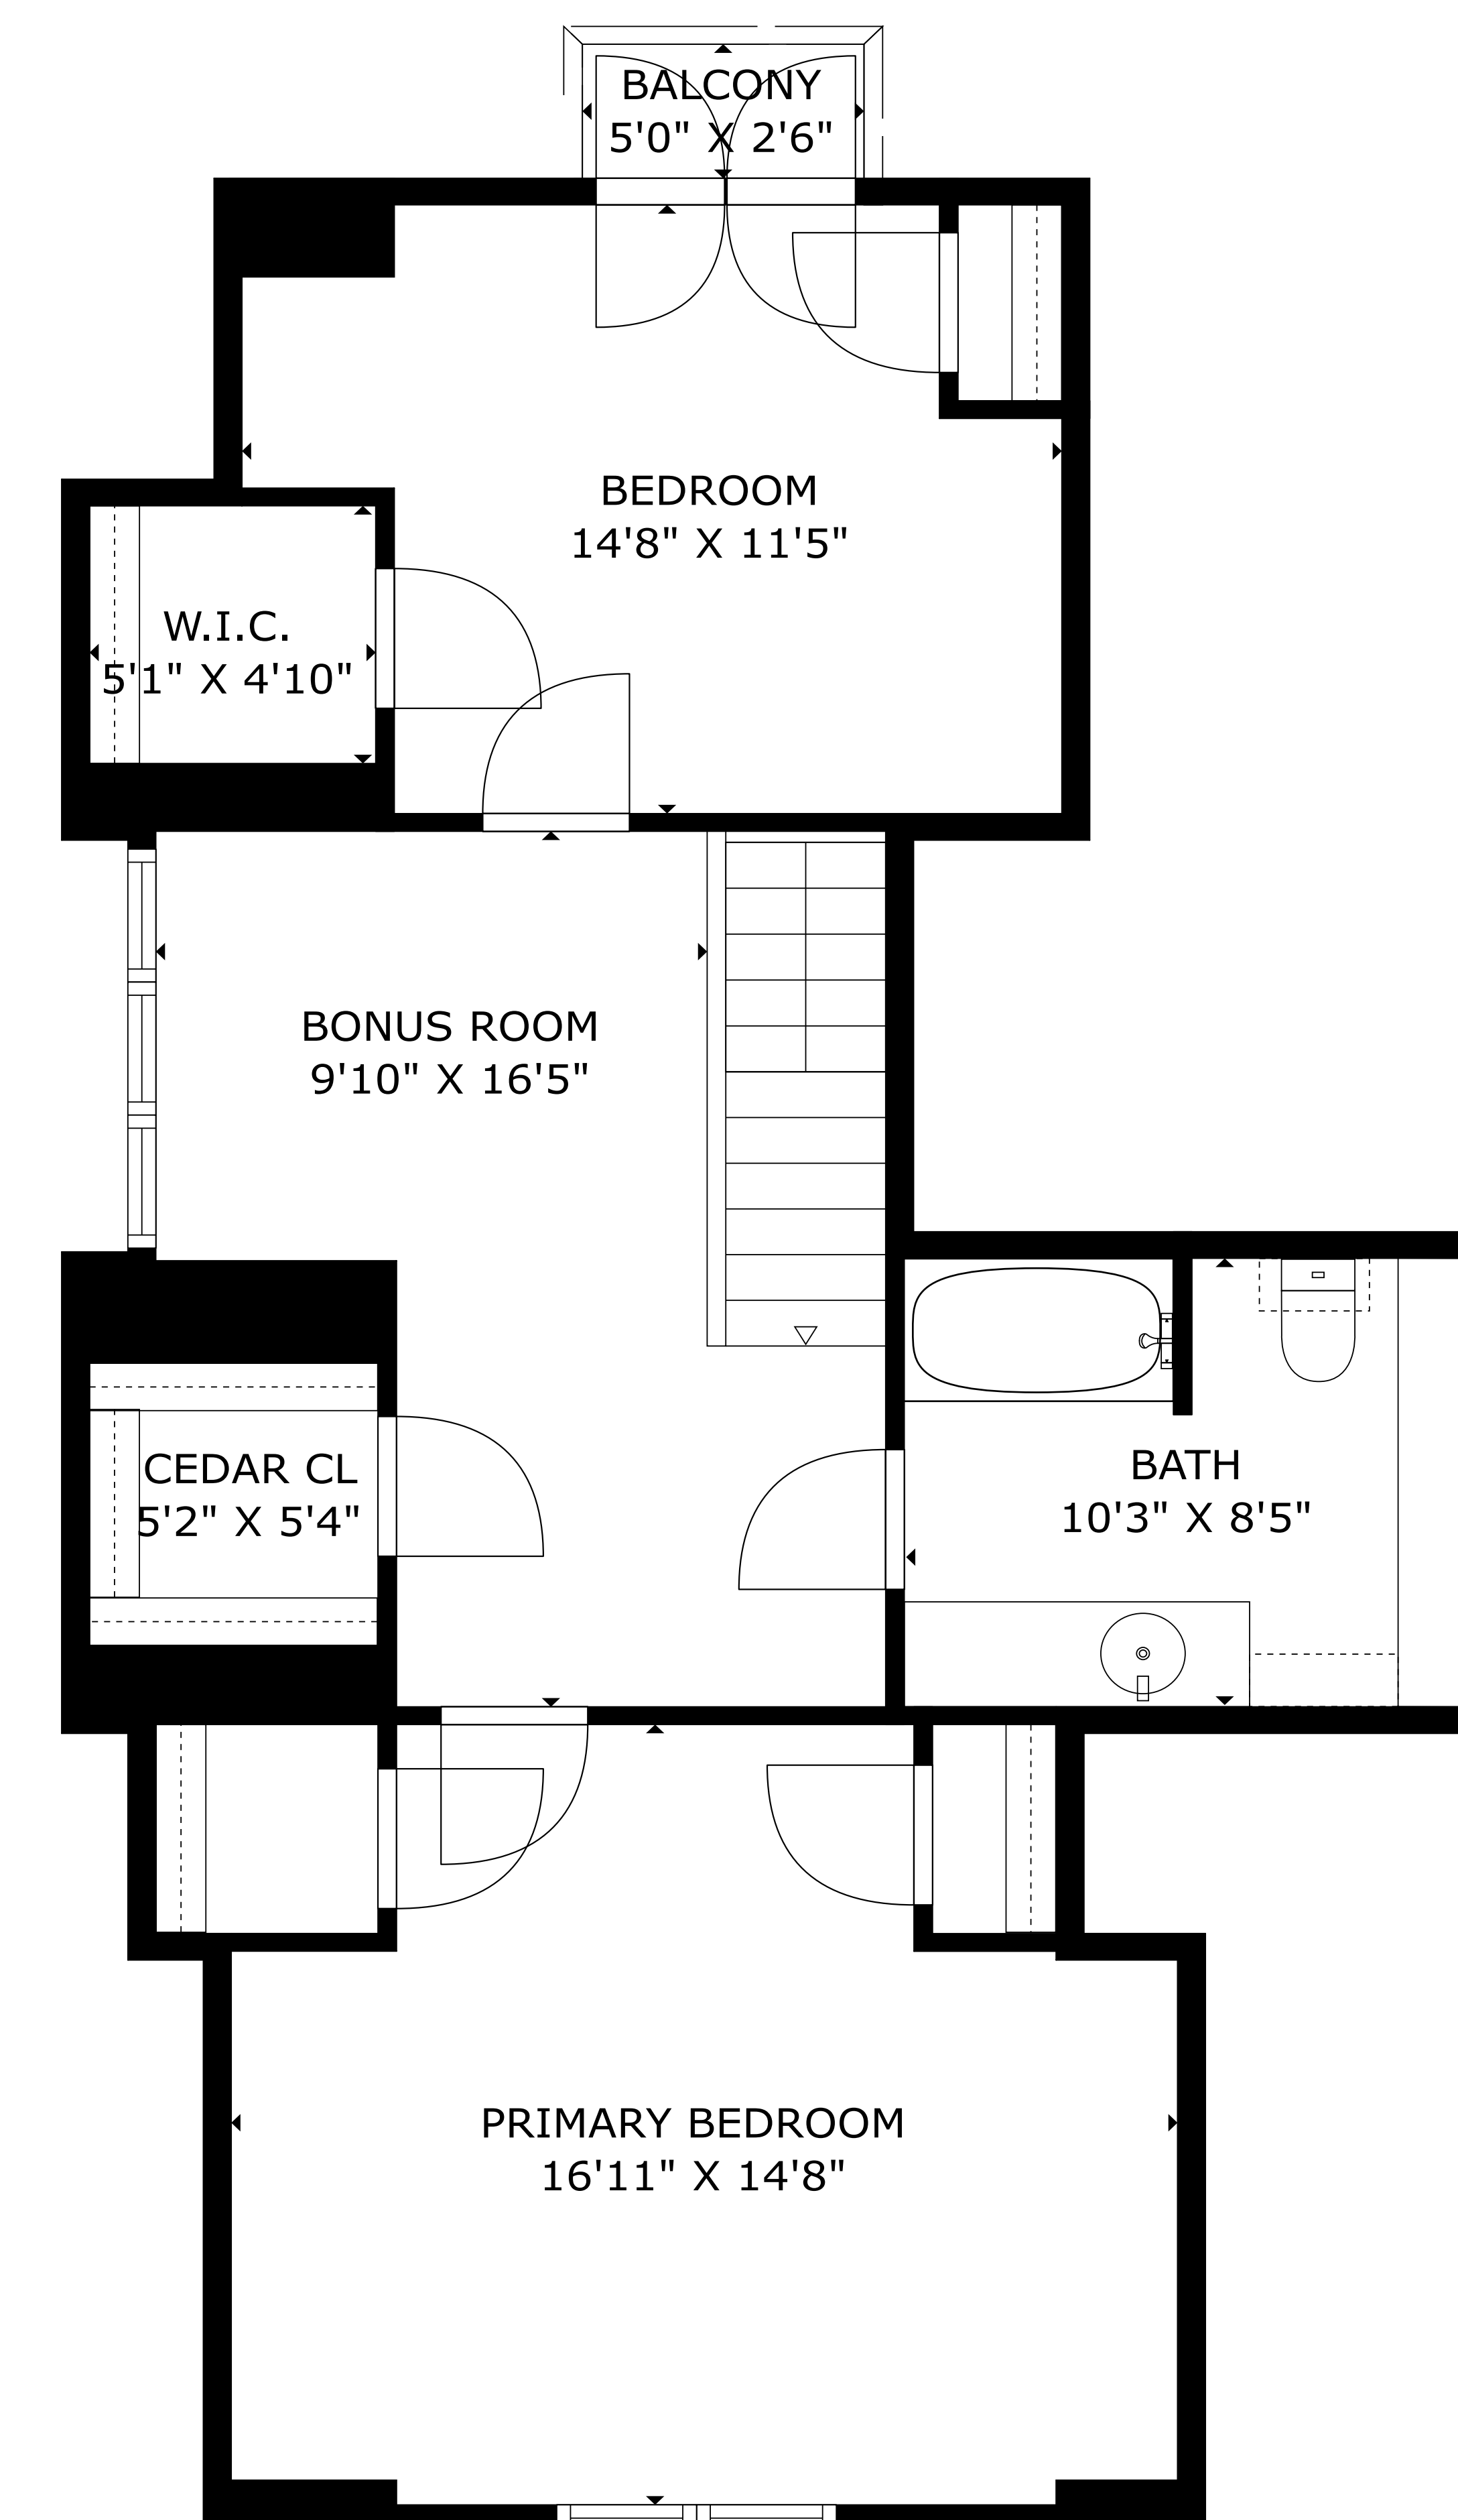 BALCONY
5'0" X 2'6"
BEDROOM
14'8" X 11'5"
W.I.C.
5'1" X 4'10"
BONUS ROOM
9'10" X 16'5"
CEDAR CL
5'2" X 5'4"
BATH
10'3" X 8'5"
PRIMARY BEDROOM
16'11" X 14'8"